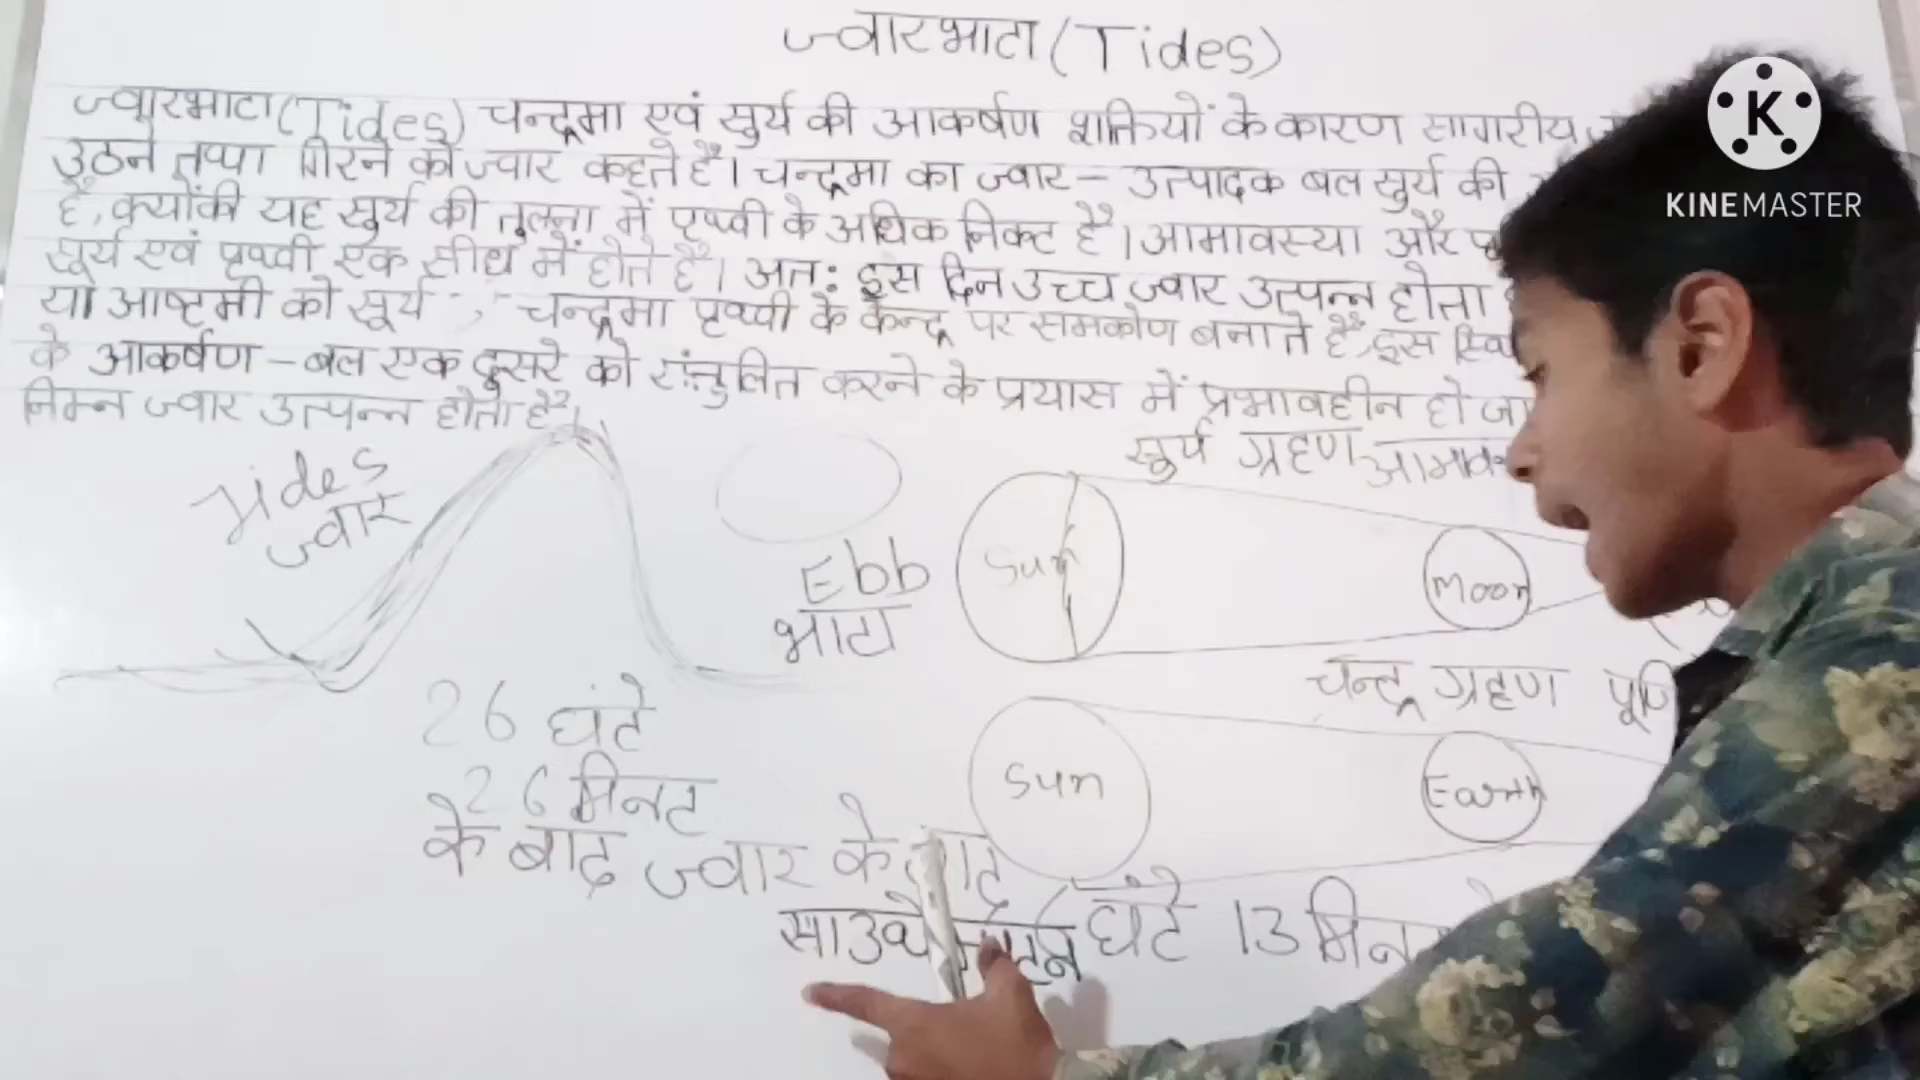 ज्वारभाटा (Tides)
ज्वारभाटा (Tides) चन्द्रमा एवं सुर्य की आकर्षण शक्तियों के कारण सागरीय
उठने तथा गिरने को ज्वार कहते हैं। चन्द्रमा का ज्वार - उत्पादक बल सुर्य की
है, क्योंकी यह सुर्य की तुलना में पृथ्वी के अधिक निकट है। आमावस्या और
सूर्य एवं पृथ्वी एक सीध में होते हैं। अतः इस दिन उच्च ज्वार उत्पन्न होता
या आष्टमी को सूर्य , चन्द्रमा पृथ्वी के केन्द्र पर समकोण बनाते हैं, इस
के आकर्षण - बल एक दुसरे को संतुलित करने के प्रयास में प्रभावहीन हो
निम्न ज्वार उत्पन्न होता है।
सुर्य ग्रहण
Tides
ज्वार
Ebb
भाटा
Sun
Moon
चन्द्र ग्रहण
26 घंटे
26 मिनट
के बाद ज्वार के बाद
Sun
Earth
साउथ
घंटे 13
KINEMASTER